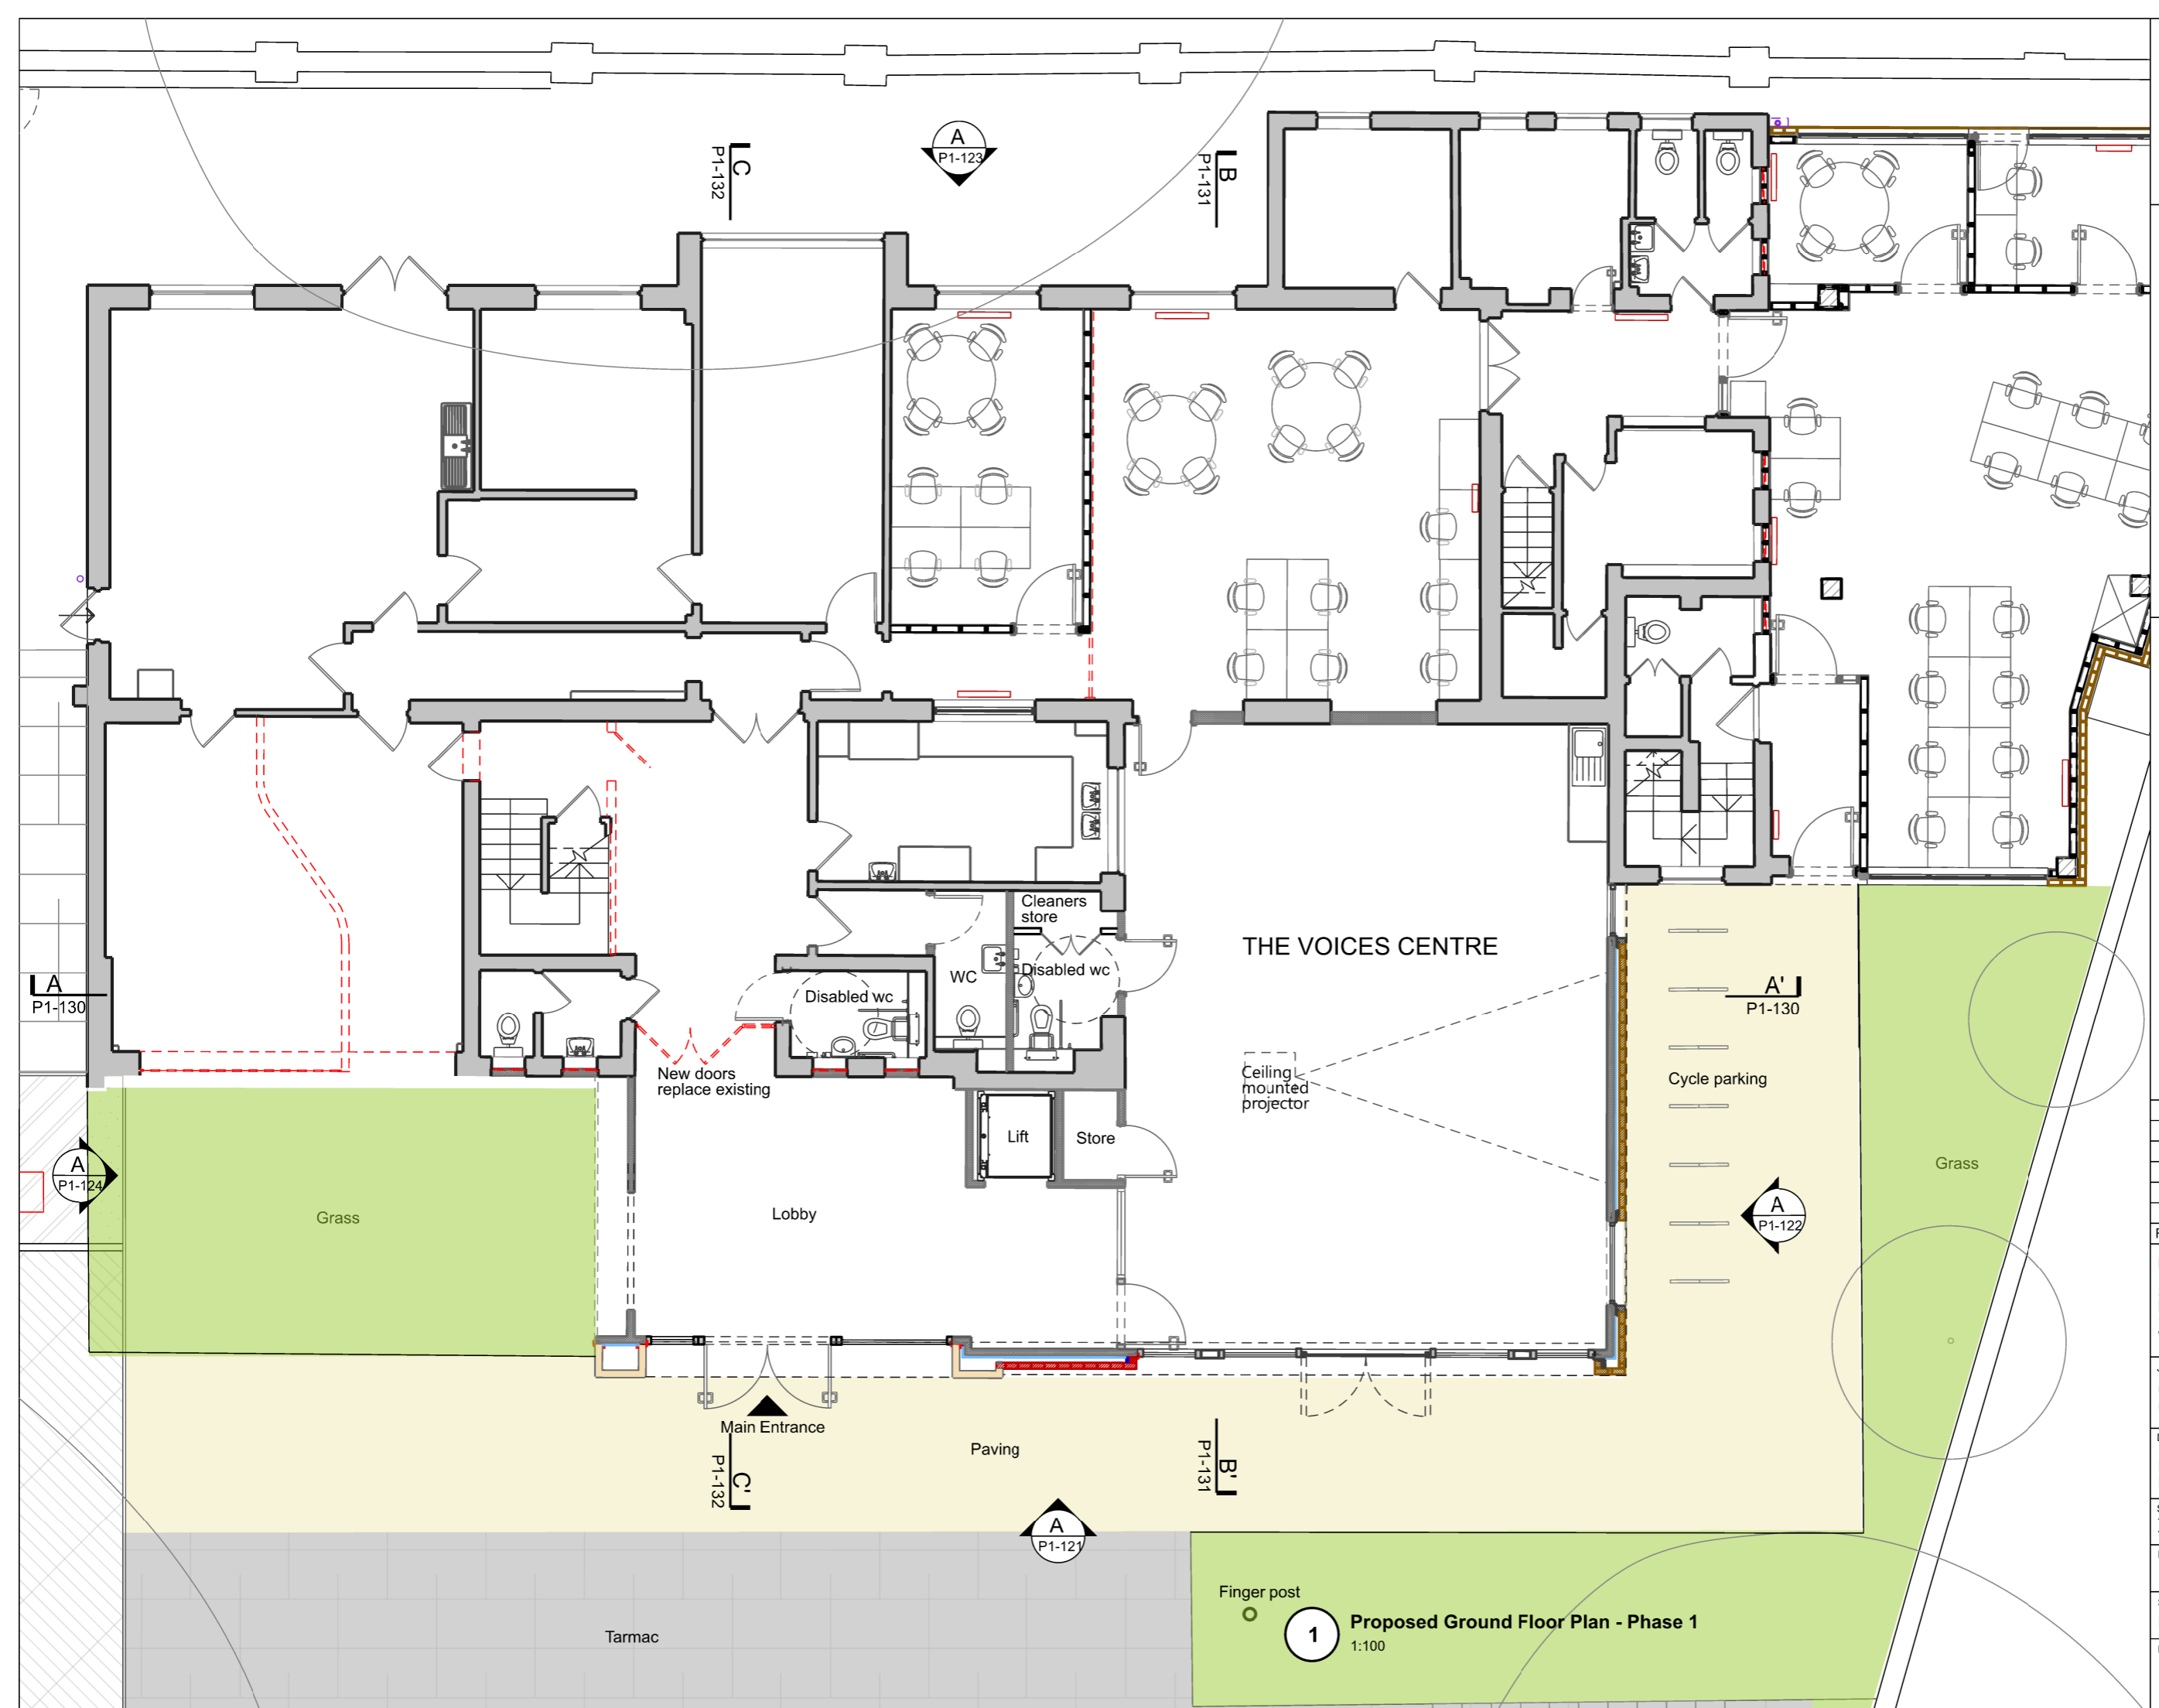 A
P1-123
C
P1-132
B
P1-131
THE VOICES CENTRE
Cleaners
store
WC
Disabled wc
Disabled wc
A
P1-130
A'
P1-130
New doors
replace existing
Ceiling
mounted
projector
Cycle parking
Lift
Store
Grass
A
P1-124
Grass
Lobby
A
P1-122
Main Entrance
Paving
C'
P1-132
B'
P1-131
A
P1-121
Finger post
1
Proposed Ground Floor Plan - Phase 1
1:100
Tarmac